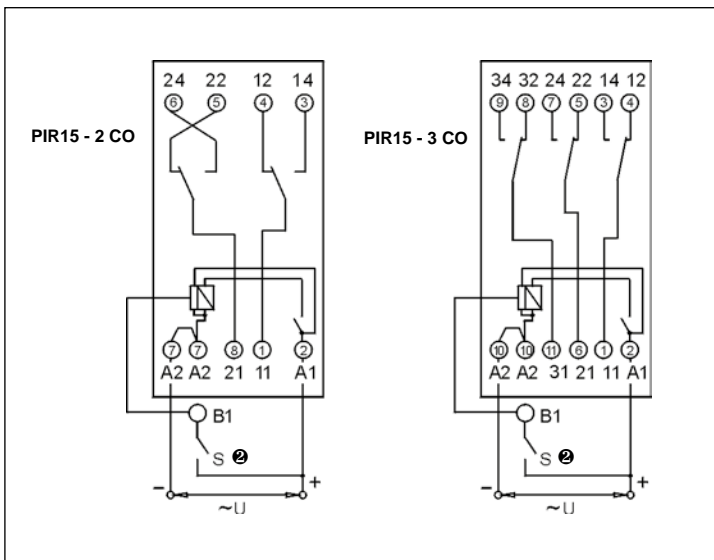 24 22 12 14
6 5 4 3
PIR15 - 2 CO
7 7 8 1 2
A2 A2 21 11 A1
B1
S ❷
− +
~U
34 32 24 22 14 12
9 8 7 5 3 4
PIR15 - 3 CO
10 10 11 6 1 2
A2 A2 31 21 11 A1
B1
S ❷
− +
~U